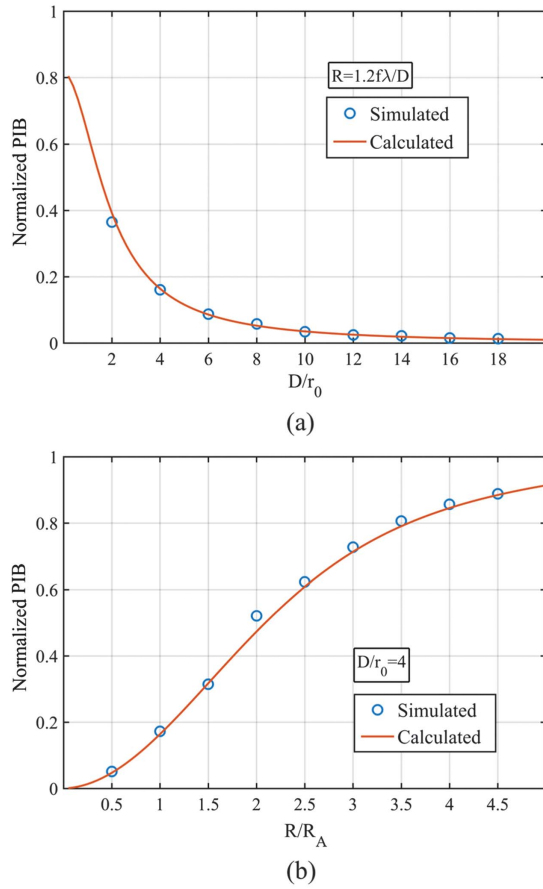 1
0.8
0.6
0.4
0.2
0
Normalized PIB
R=1.2fλ/D
Simulated
Calculated
2 4 6 8 10 12 14 16 18
D/r₀
(a)
1
0.8
0.6
0.4
0.2
0
Normalized PIB
D/r₀=4
Simulated
Calculated
0.5 1 1.5 2 2.5 3 3.5 4 4.5
R/R_A
(b)